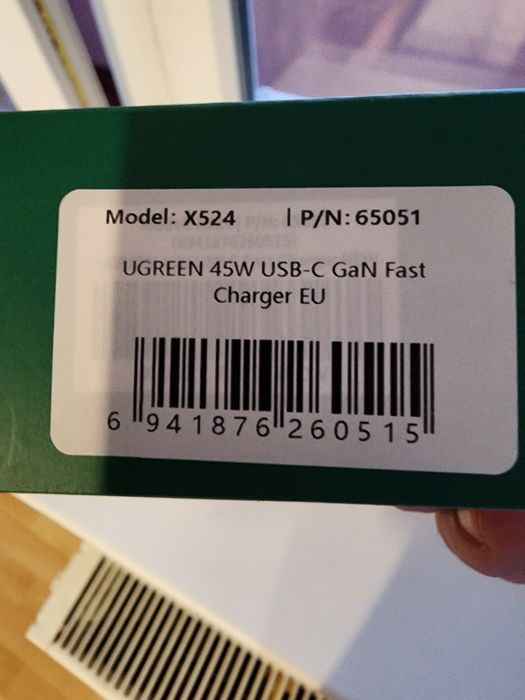 Model: X524 | P/N: 65051
UGREEN 45W USB-C GaN Fast
Charger EU
6 941876 260515